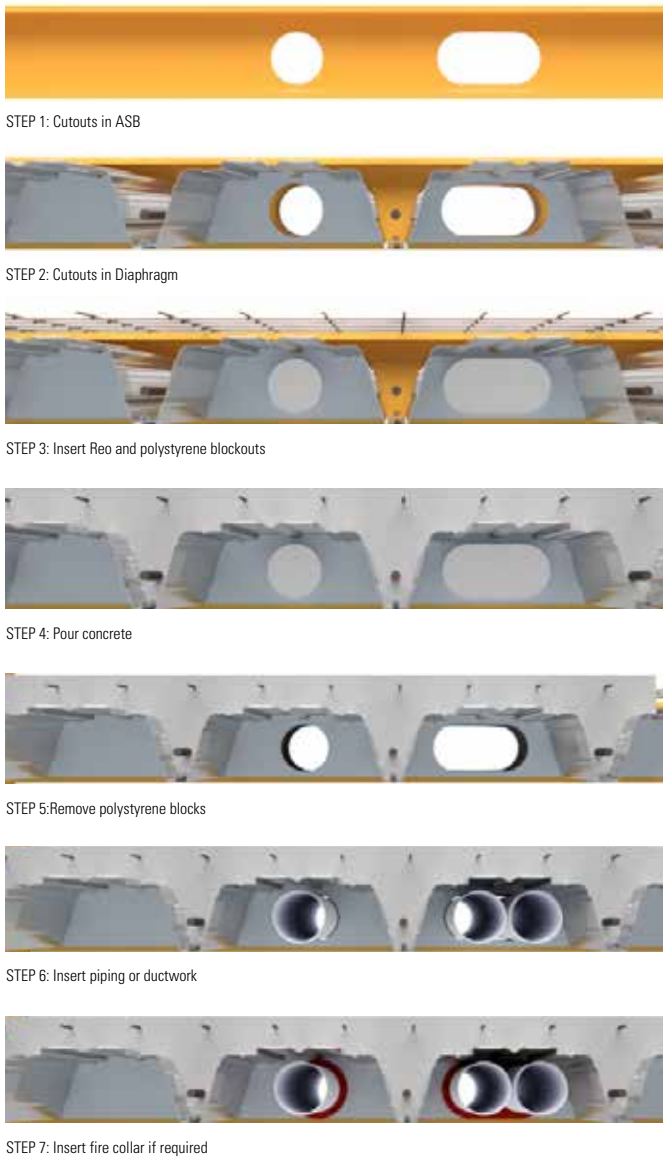 STEP 1: Cutouts in ASB
STEP 2: Cutouts in Diaphragm
STEP 3: Insert Reo and polystyrene blockouts
STEP 4: Pour concrete
STEP 5:Remove polystyrene blocks
STEP 6: Insert piping or ductwork
STEP 7: Insert fire collar if required